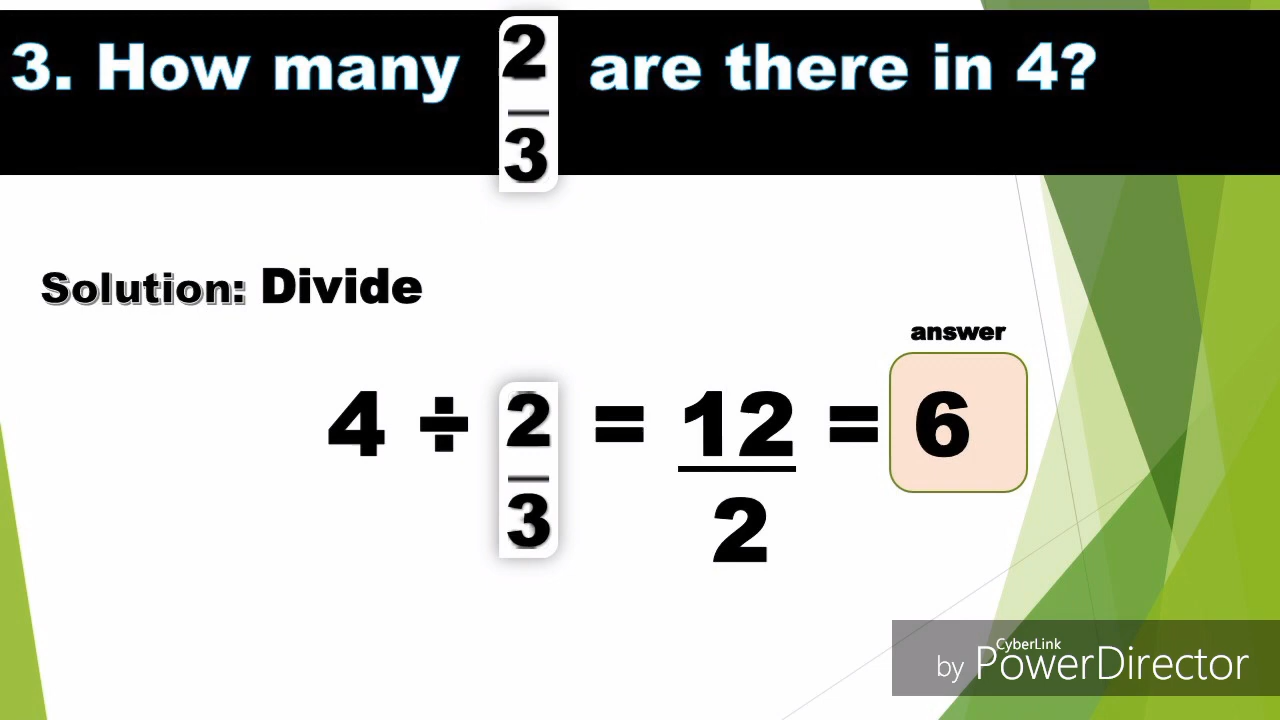 3. How many 2/3 are there in 4?
Solution: Divide
answer
4 ÷ 2/3 = 12/2 = 6
CyberLink
by PowerDirector